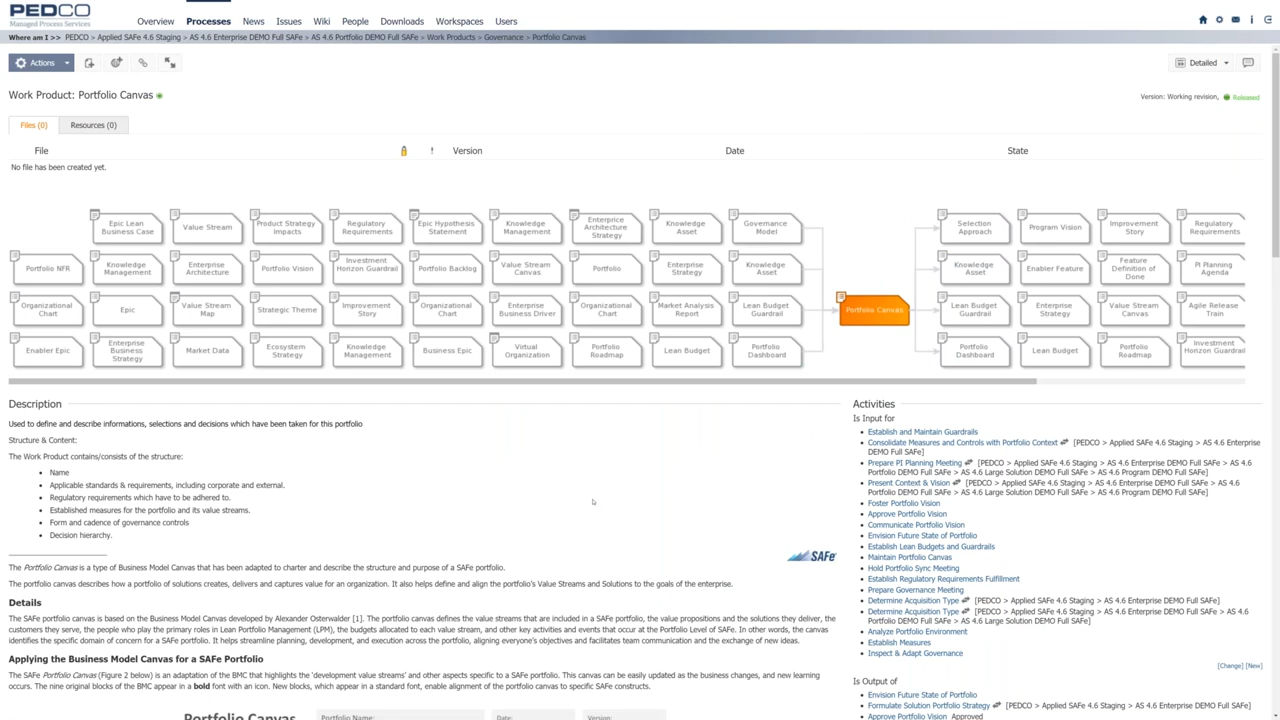 PEDCO
Managed Process Services
Overview Processes News Issues Wiki People Downloads Workspaces Users
Where am I >> PEDCO > Applied SAFe 4.6 Staging > AS 4.6 Enterprise DEMO Full SAFe > AS 4.6 Portfolio DEMO Full SAFe > Work Products > Governance > Portfolio Canvas
Actions
Detailed
Work Product: Portfolio Canvas
Version: Working revision, Released
Files (0) Resources (0)
File ! Version Date State
No file has been created yet.
Epic Lean Business Case
Value Stream
Product Strategy Impacts
Regulatory Requirements
Epic Hypothesis Statement
Knowledge Management
Enterprice Architecture Strategy
Knowledge Asset
Governance Model
Selection Approach
Program Vision
Improvement Story
Regulatory Requirements
Portfolio NFR
Knowledge Management
Enterprise Architecture
Portfolio Vision
Investment Horizon Guardrail
Portfolio Backlog
Value Stream Canvas
Portfolio
Enterprise Strategy
Knowledge Asset
Knowledge Asset
Enabler Feature
Feature Definition of Done
PI Planning Agenda
Organizational Chart
Epic
Value Stream Map
Strategic Theme
Improvement Story
Organizational Chart
Enterprise Business Driver
Organizational Chart
Market Analysis Report
Lean Budget Guardrail
Portfolio Canvas
Lean Budget Guardrail
Enterprise Strategy
Value Stream Canvas
Agile Release Train
Enabler Epic
Enterprise Business Strategy
Market Data
Ecosystem Strategy
Knowledge Management
Business Epic
Virtual Organization
Portfolio Roadmap
Lean Budget
Portfolio Dashboard
Portfolio Dashboard
Lean Budget
Portfolio Roadmap
Investment Horizon Guardrail
Description
Used to define and describe informations, selections and decisions which have been taken for this portfolio
Structure & Content:
The Work Product contains/consists of the structure:
• Name
• Applicable standards & requirements, including corporate and external.
• Regulatory requirements which have to be adhered to.
• Established measures for the portfolio and its value streams.
• Form and cadence of governance controls
• Decision hierarchy.
SAFe
The Portfolio Canvas is a type of Business Model Canvas that has been adapted to charter and describe the structure and purpose of a SAFe portfolio.
The portfolio canvas describes how a portfolio of solutions creates, delivers and captures value for an organization. It also helps define and align the portfolio's Value Streams and Solutions to the goals of the enterprise.
Details
The SAFe portfolio canvas is based on the Business Model Canvas developed by Alexander Osterwalder [1]. The portfolio canvas defines the value streams that are included in a SAFe portfolio, the value propositions and the solutions they deliver, the
customers they serve, the people who play the primary roles in Lean Portfolio Management (LPM), the budgets allocated to each value stream, and other key activities and events that occur at the Portfolio Level of SAFe. In other words, the canvas
identifies the specific domain of concern for a SAFe portfolio. It helps streamline planning, development, and execution across the portfolio, aligning everyone's objectives and facilitates team communication and the exchange of new ideas.
Applying the Business Model Canvas for a SAFe Portfolio
The SAFe Portfolio Canvas (Figure 2 below) is an adaptation of the BMC that highlights the 'development value streams' and other aspects specific to a SAFe portfolio. This canvas can be easily updated as the business changes, and new learning
occurs. The nine original blocks of the BMC appear in a bold font with an icon. New blocks, which appear in a standard font, enable alignment of the portfolio canvas to specific SAFe constructs.
Portfolio Canvas Portfolio Name: Date: Version:
Activities
Is Input for
• Establish and Maintain Guardrails
• Consolidate Measures and Controls with Portfolio Context [PEDCO > Applied SAFe 4.6 Staging > AS 4.6 Enterprise
DEMO Full SAFe]
• Prepare PI Planning Meeting [PEDCO > Applied SAFe 4.6 Staging > AS 4.6 Enterprise DEMO Full SAFe > AS 4.6
Portfolio DEMO Full SAFe > AS 4.6 Large Solution DEMO Full SAFe > AS 4.6 Program DEMO Full SAFe]
• Present Context & Vision [PEDCO > Applied SAFe 4.6 Staging > AS 4.6 Enterprise DEMO Full SAFe > AS 4.6
Portfolio DEMO Full SAFe > AS 4.6 Large Solution DEMO Full SAFe > AS 4.6 Program DEMO Full SAFe]
• Foster Portfolio Vision
• Approve Portfolio Vision
• Communicate Portfolio Vision
• Envision Future State of Portfolio
• Establish Lean Budgets and Guardrails
• Maintain Portfolio Canvas
• Hold Portfolio Sync Meeting
• Establish Regulatory Requirements Fulfillment
• Prepare Governance Meeting
• Determine Acquisition Type [PEDCO > Applied SAFe 4.6 Staging > AS 4.6 Enterprise DEMO Full SAFe]
• Determine Acquisition Type [PEDCO > Applied SAFe 4.6 Staging > AS 4.6 Enterprise DEMO Full SAFe > AS 4.6
Portfolio DEMO Full SAFe > AS 4.6 Large Solution DEMO Full SAFe]
• Analyze Portfolio Environment
• Establish Measures
• Inspect & Adapt Governance
[Change] [New]
Is Output of
• Envision Future State of Portfolio
• Formulate Solution Portfolio Strategy [PEDCO > Applied SAFe 4.6 Staging > AS 4.6 Enterprise DEMO Full SAFe]
• Approve Portfolio Vision Approved